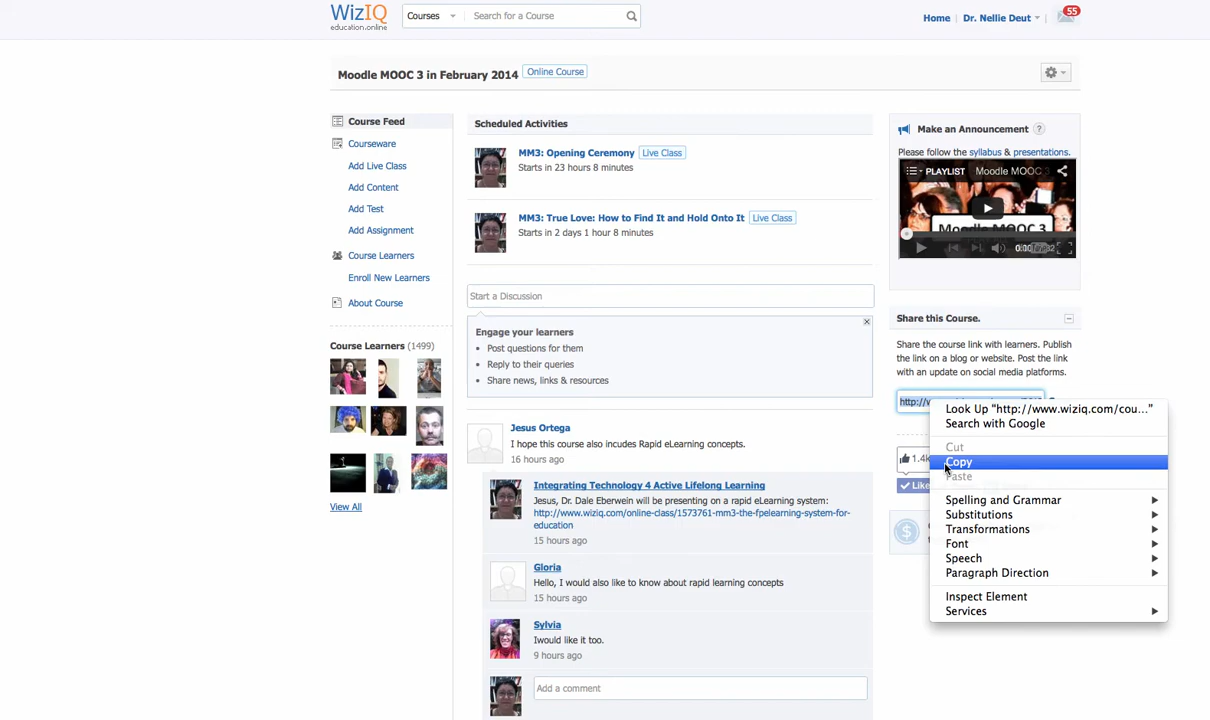 WizIQ
education.online
Courses
Search for a Course
Home
Dr. Nellie Deut
55
Moodle MOOC 3 in February 2014
Online Course
Course Feed
Courseware
Add Live Class
Add Content
Add Test
Add Assignment
Course Learners
Enroll New Learners
About Course
Course Learners (1499)
View All
Scheduled Activities
MM3: Opening Ceremony
Live Class
Starts in 23 hours 8 minutes
MM3: True Love: How to Find It and Hold Onto It
Live Class
Starts in 2 days 1 hour 8 minutes
Start a Discussion
Engage your learners
• Post questions for them
• Reply to their queries
• Share news, links & resources
Jesus Ortega
I hope this course also incudes Rapid eLearning concepts.
16 hours ago
Integrating Technology 4 Active Lifelong Learning
Jesus, Dr. Dale Eberwein will be presenting on a rapid eLearning system:
http://www.wiziq.com/online-class/1573761-mm3-the-fpelearning-system-for-
education
15 hours ago
Gloria
Hello, I would also like to know about rapid learning concepts
15 hours ago
Sylvia
Iwould like it too.
9 hours ago
Add a comment
Make an Announcement ?
Please follow the syllabus & presentations.
PLAYLIST
Moodle MOOC 3
Moodle MOOC 3
Share this Course.
Share the course link with learners. Publish
the link on a blog or website. Post the link
with an update on social media platforms.
http://w
1.4k
Like
Look Up "http://www.wiziq.com/cou..."
Search with Google
Cut
Copy
Paste
Spelling and Grammar
Substitutions
Transformations
Font
Speech
Paragraph Direction
Inspect Element
Services